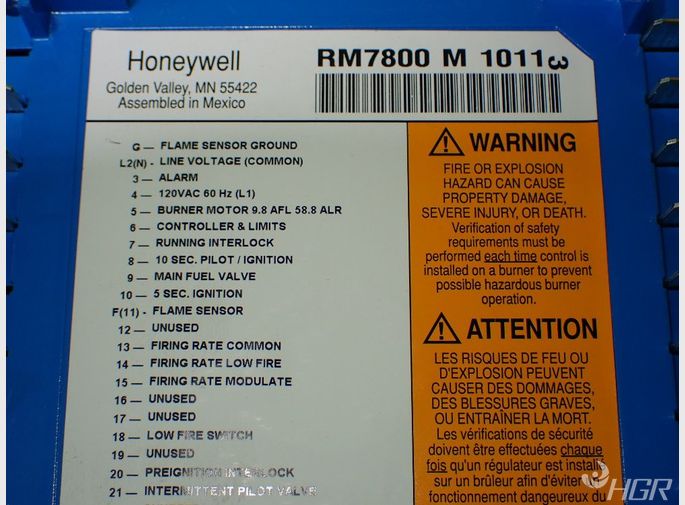 Honeywell
Golden Valley, MN 55422
Assembled in Mexico
RM7800 M 1011 3
G — FLAME SENSOR GROUND
L2(N) - LINE VOLTAGE (COMMON)
3 — ALARM
4 — 120VAC 60 Hz (L1)
5 — BURNER MOTOR 9.8 AFL 58.8 ALR
6 — CONTROLLER & LIMITS
7 — RUNNING INTERLOCK
8 — 10 SEC. PILOT / IGNITION
9 — MAIN FUEL VALVE
10 — 5 SEC. IGNITION
F(11) - FLAME SENSOR
12 — UNUSED
13 — FIRING RATE COMMON
14 — FIRING RATE LOW FIRE
15 — FIRING RATE MODULATE
16 — UNUSED
17 — UNUSED
18 — LOW FIRE SWITCH
19 — UNUSED
20 — PREIGNITION INTERLOCK
21 — INTERMITTENT PILOT VALVE
WARNING
FIRE OR EXPLOSION
HAZARD CAN CAUSE
PROPERTY DAMAGE,
SEVERE INJURY, OR DEATH.
Verification of safety
requirements must be
performed each time control is
installed on a burner to prevent
possible hazardous burner
operation.
ATTENTION
LES RISQUES DE FEU OU
D'EXPLOSION PEUVENT
CAUSER DES DOMMAGES,
DES BLESSURES GRAVES,
OU ENTRAÎNER LA MORT.
Les vérifications de sécurité
doivent être effectuées chaque
fois qu'un régulateur est installé
sur un brûleur afin d'éviter un
fonctionnement dangereux du
HGR